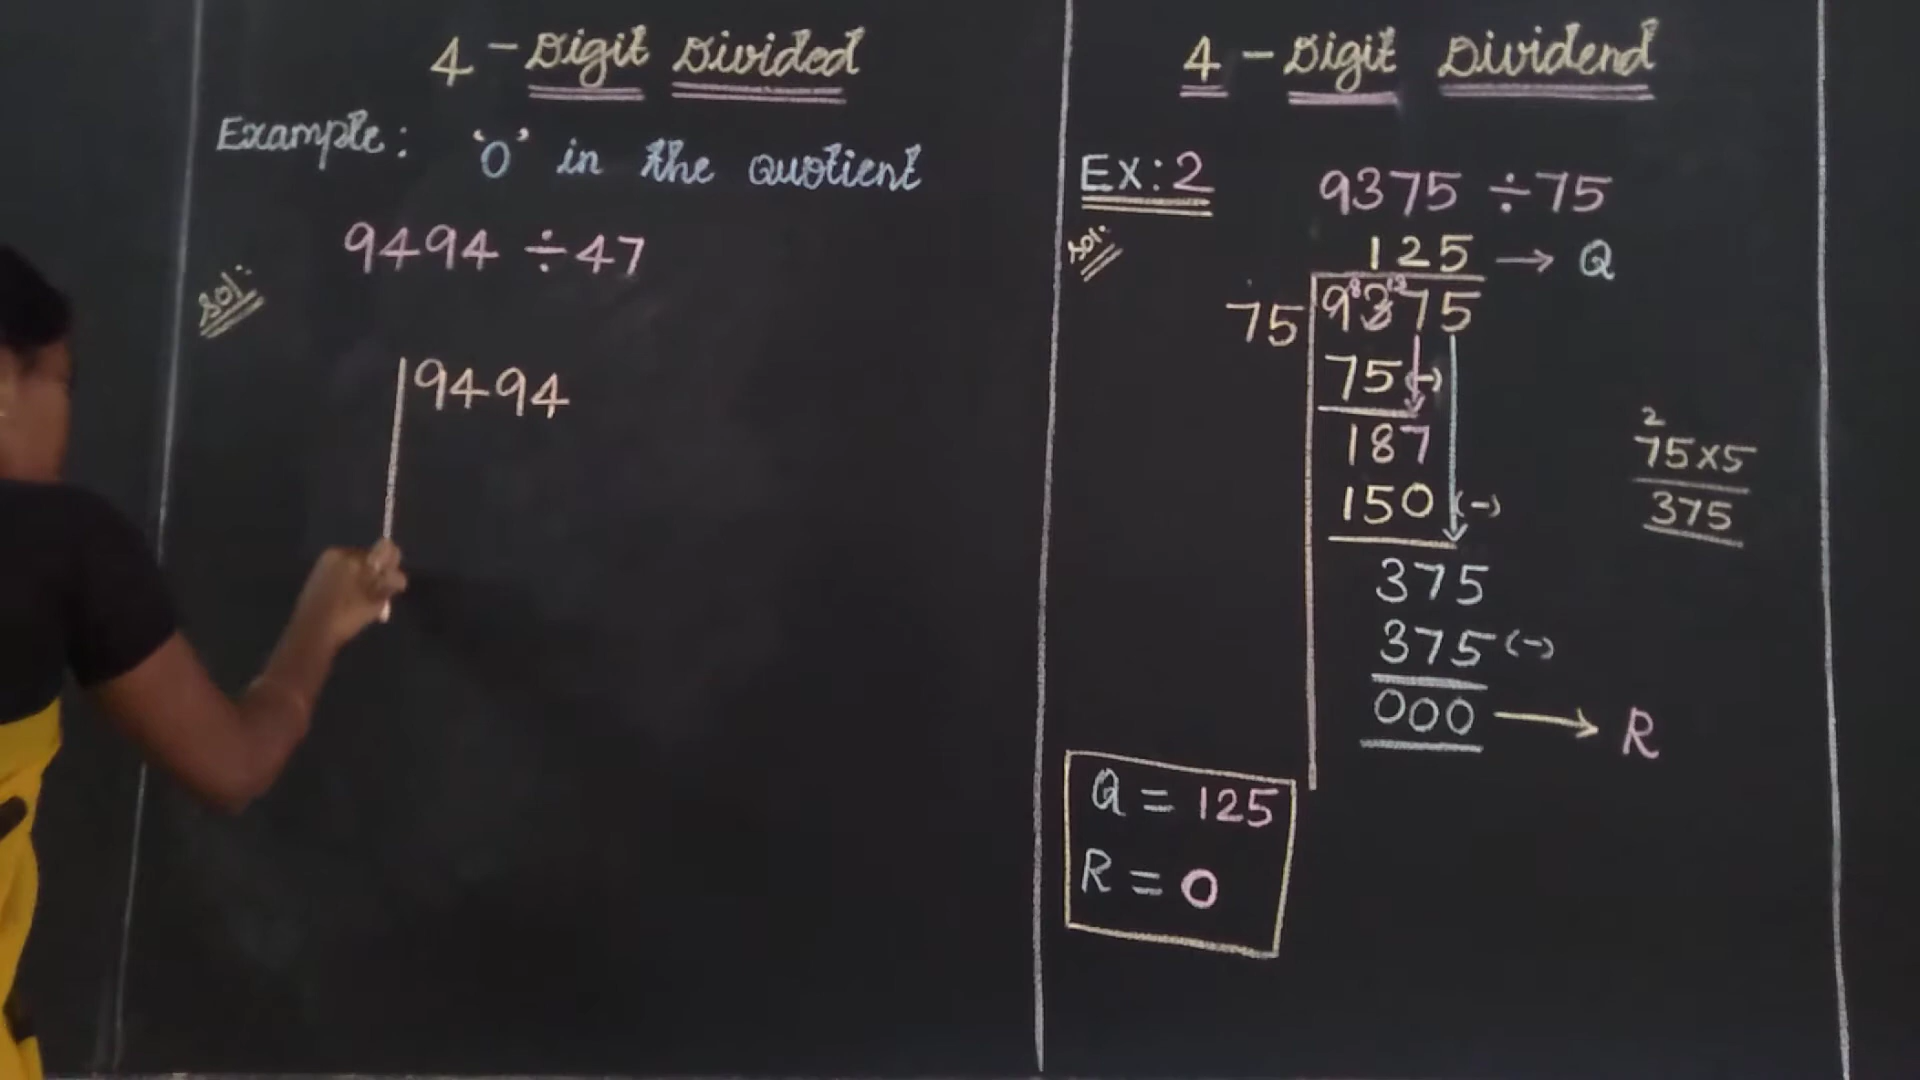 4 - Digit Divided
Example: '0' in the Quotient
9494 ÷ 47
Sol:
9494
4 - Digit Dividend
EX: 2
9375 ÷ 75
Sol:
125 → Q
75 9375
75 (-)
187
150 (-)
375
375 (-)
000 → R
2
75×5
375
Q = 125
R = 0